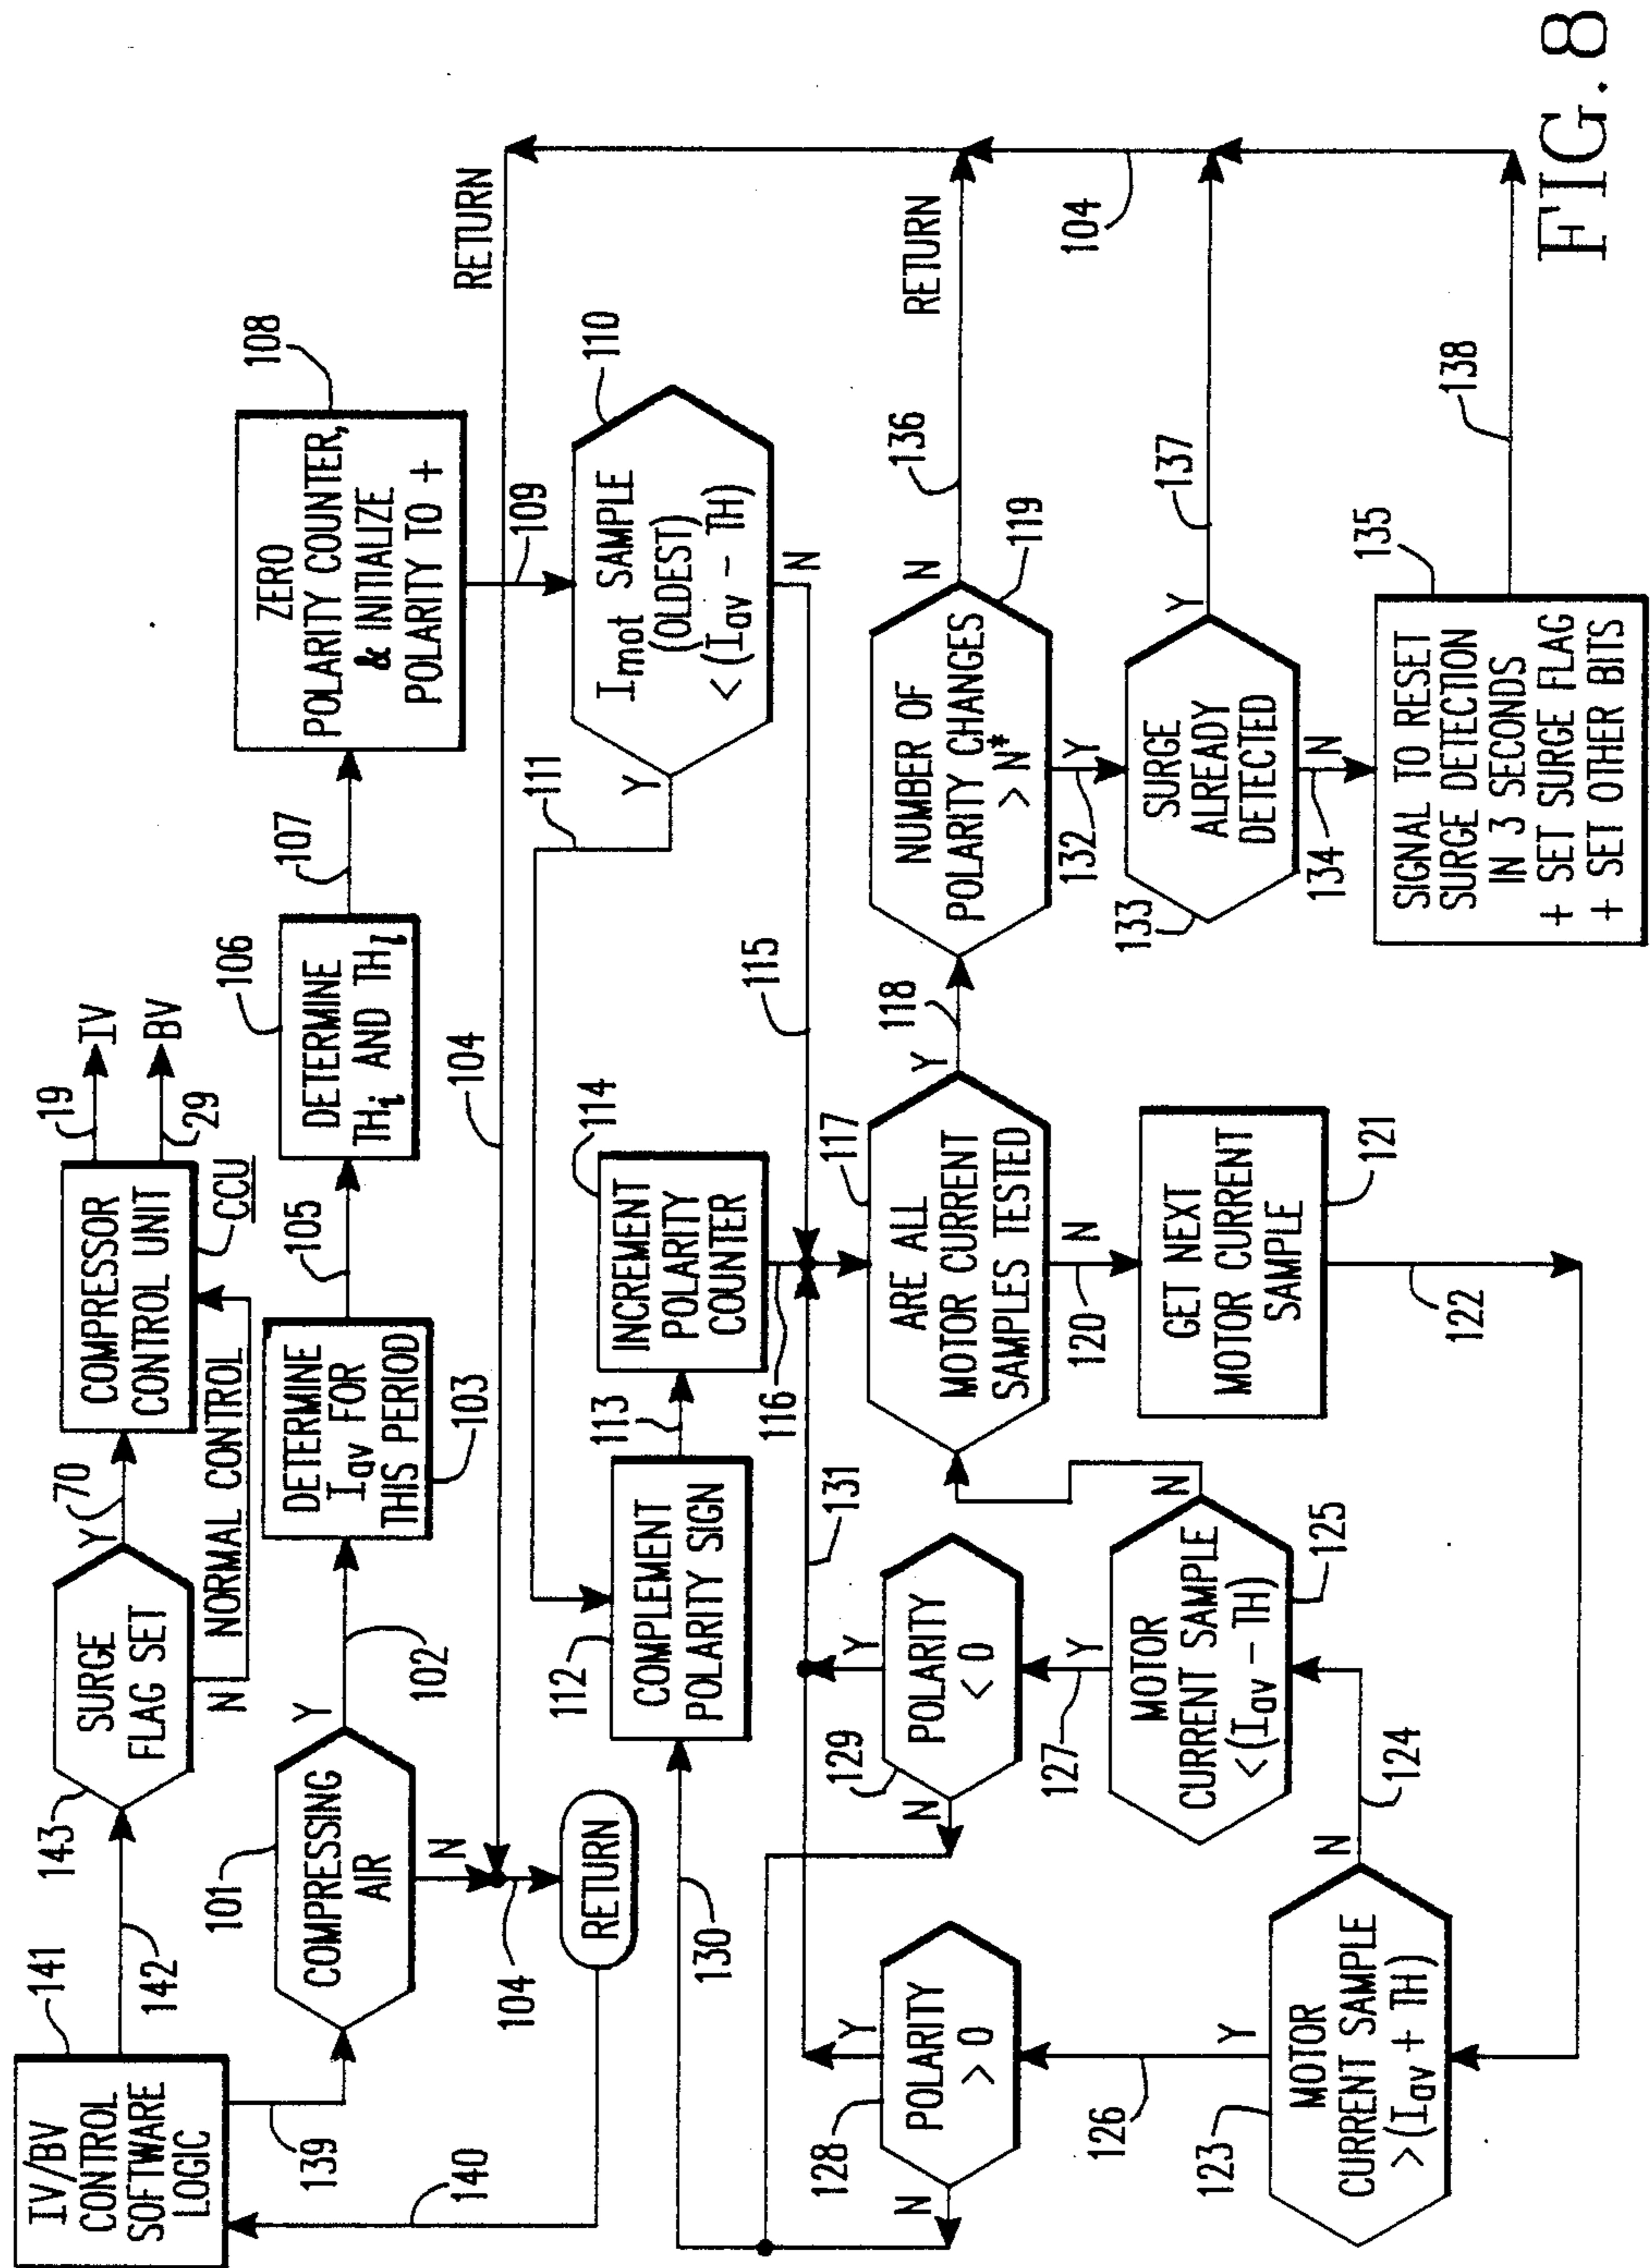 IV/BV
CONTROL
SOFTWARE
LOGIC
141
142
139
140
143
SURGE
FLAG SET
Y
70
N
NORMAL CONTROL
COMPRESSOR
CONTROL UNIT
CCU
19
IV
29
BV
101
COMPRESSING
AIR
Y
102
N
104
RETURN
DETERMINE
Iav FOR
THIS PERIOD
103
105
DETERMINE
THi AND THl
106
107
ZERO
POLARITY COUNTER,
& INITIALIZE
POLARITY TO +
108
109
104
RETURN
Imot SAMPLE
(OLDEST)
< (Iav - TH)
110
Y
111
N
115
112
COMPLEMENT
POLARITY SIGN
113
INCREMENT
POLARITY
COUNTER
114
116
130
131
128
POLARITY
> 0
Y
N
126
129
POLARITY
< 0
Y
N
127
Y
123
MOTOR
CURRENT SAMPLE
> (Iav + TH)
Y
N
124
MOTOR
CURRENT SAMPLE
< (Iav - TH)
125
N
117
ARE ALL
MOTOR CURRENT
SAMPLES TESTED
Y
118
N
120
GET NEXT
MOTOR CURRENT
SAMPLE
121
122
NUMBER OF
POLARITY CHANGES
> N*
119
N
136
RETURN
Y
132
133
SURGE
ALREADY
DETECTED
Y
137
N
134
104
SIGNAL TO RESET
SURGE DETECTION
IN 3 SECONDS
+ SET SURGE FLAG
+ SET OTHER BITS
135
138
FIG. 8